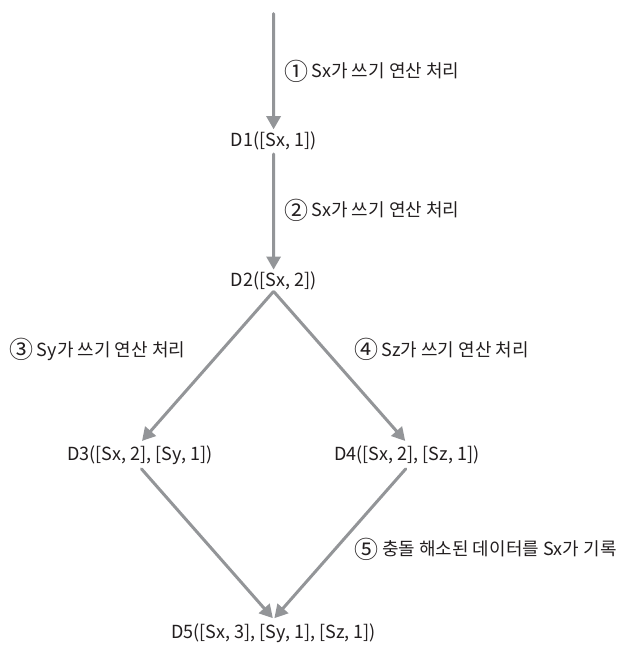 ① Sx가 쓰기 연산 처리
D1([Sx, 1])
② Sx가 쓰기 연산 처리
D2([Sx, 2])
③ Sy가 쓰기 연산 처리
④ Sz가 쓰기 연산 처리
D3([Sx, 2], [Sy, 1])
D4([Sx, 2], [Sz, 1])
⑤ 충돌 해소된 데이터를 Sx가 기록
D5([Sx, 3], [Sy, 1], [Sz, 1])